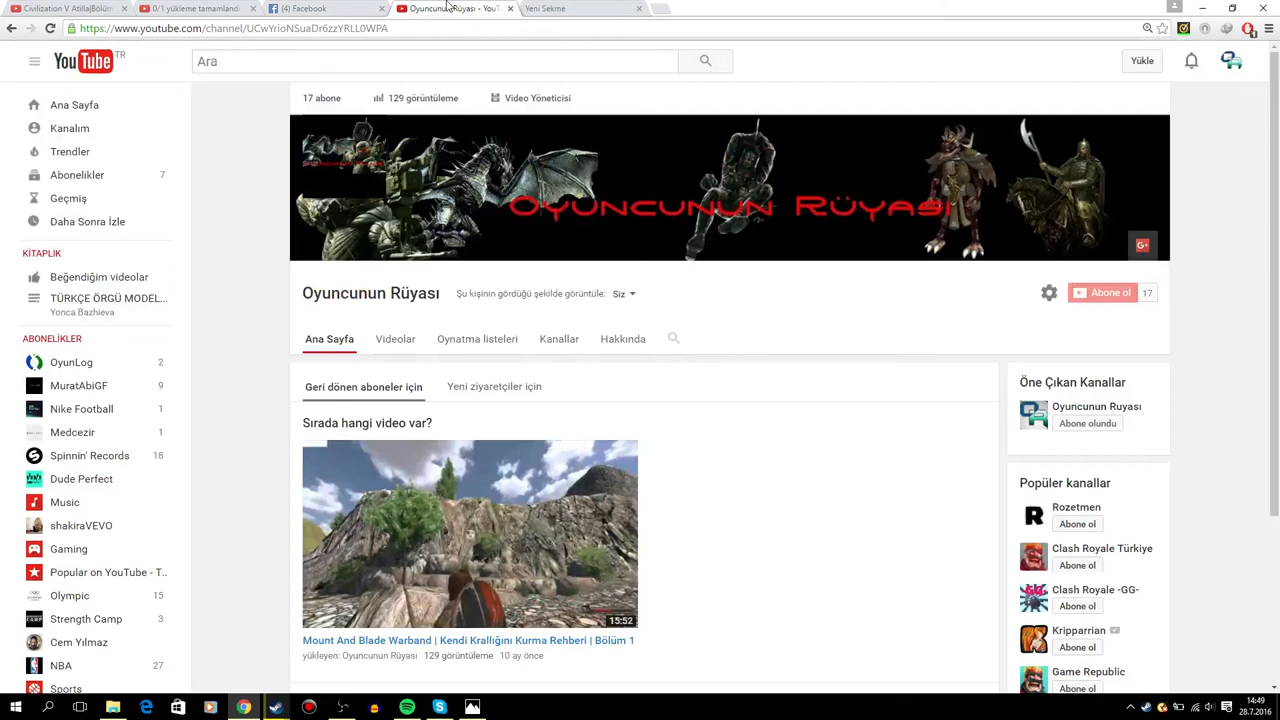 Civilization V Atilla|Bölüm
0/1 yükleme tamamlandı
(4) Facebook
Oyuncunun Rüyası - YouT
Yeni Sekme
https://www.youtube.com/channel/UCwYrioNSuaDr6zzYRLL0WPA
YouTube TR
Ara
Yükle
17 abone
129 görüntüleme
Video Yöneticisi
Ana Sayfa
Kanalım
Trendler
Abonelikler 7
Geçmiş
Daha Sonra İzle
KİTAPLIK
Beğendiğim videolar
TÜRKÇE ÖRGÜ MODEL...
Yonca Bazhieva
ABONELİKLER
OyunLog 2
MuratAbiGF 9
Nike Football 1
Medcezir 1
Spinnin' Records 18
Dude Perfect
Music
shakiraVEVO
Gaming
Popular on YouTube - T..
Olympic 15
Strength Camp 3
Cem Yılmaz
NBA 27
Sports
Oyuncunun Rüyası
Oyuncunun Rüyası
Şu kişinin gördüğü şekilde görüntüle: Siz
Abone ol 17
Ana Sayfa
Videolar
Oynatma listeleri
Kanallar
Hakkında
Geri dönen aboneler için
Yeni ziyaretçiler için
Sırada hangi video var?
15:52
Mount And Blade Warband | Kendi Krallığını Kurma Rehberi | Bölüm 1
yükleyen: Oyuncunun Rüyası 129 görüntüleme 10 ay önce
Öne Çıkan Kanallar
Oyuncunun Ruyası
Abone olundu
Popüler kanallar
Rozetmen
Abone ol
Clash Royale Türkiye
Abone ol
Clash Royale -GG-
Abone ol
Kripparrian
Abone ol
Game Republic
Abone ol
14:49
28.7.2016